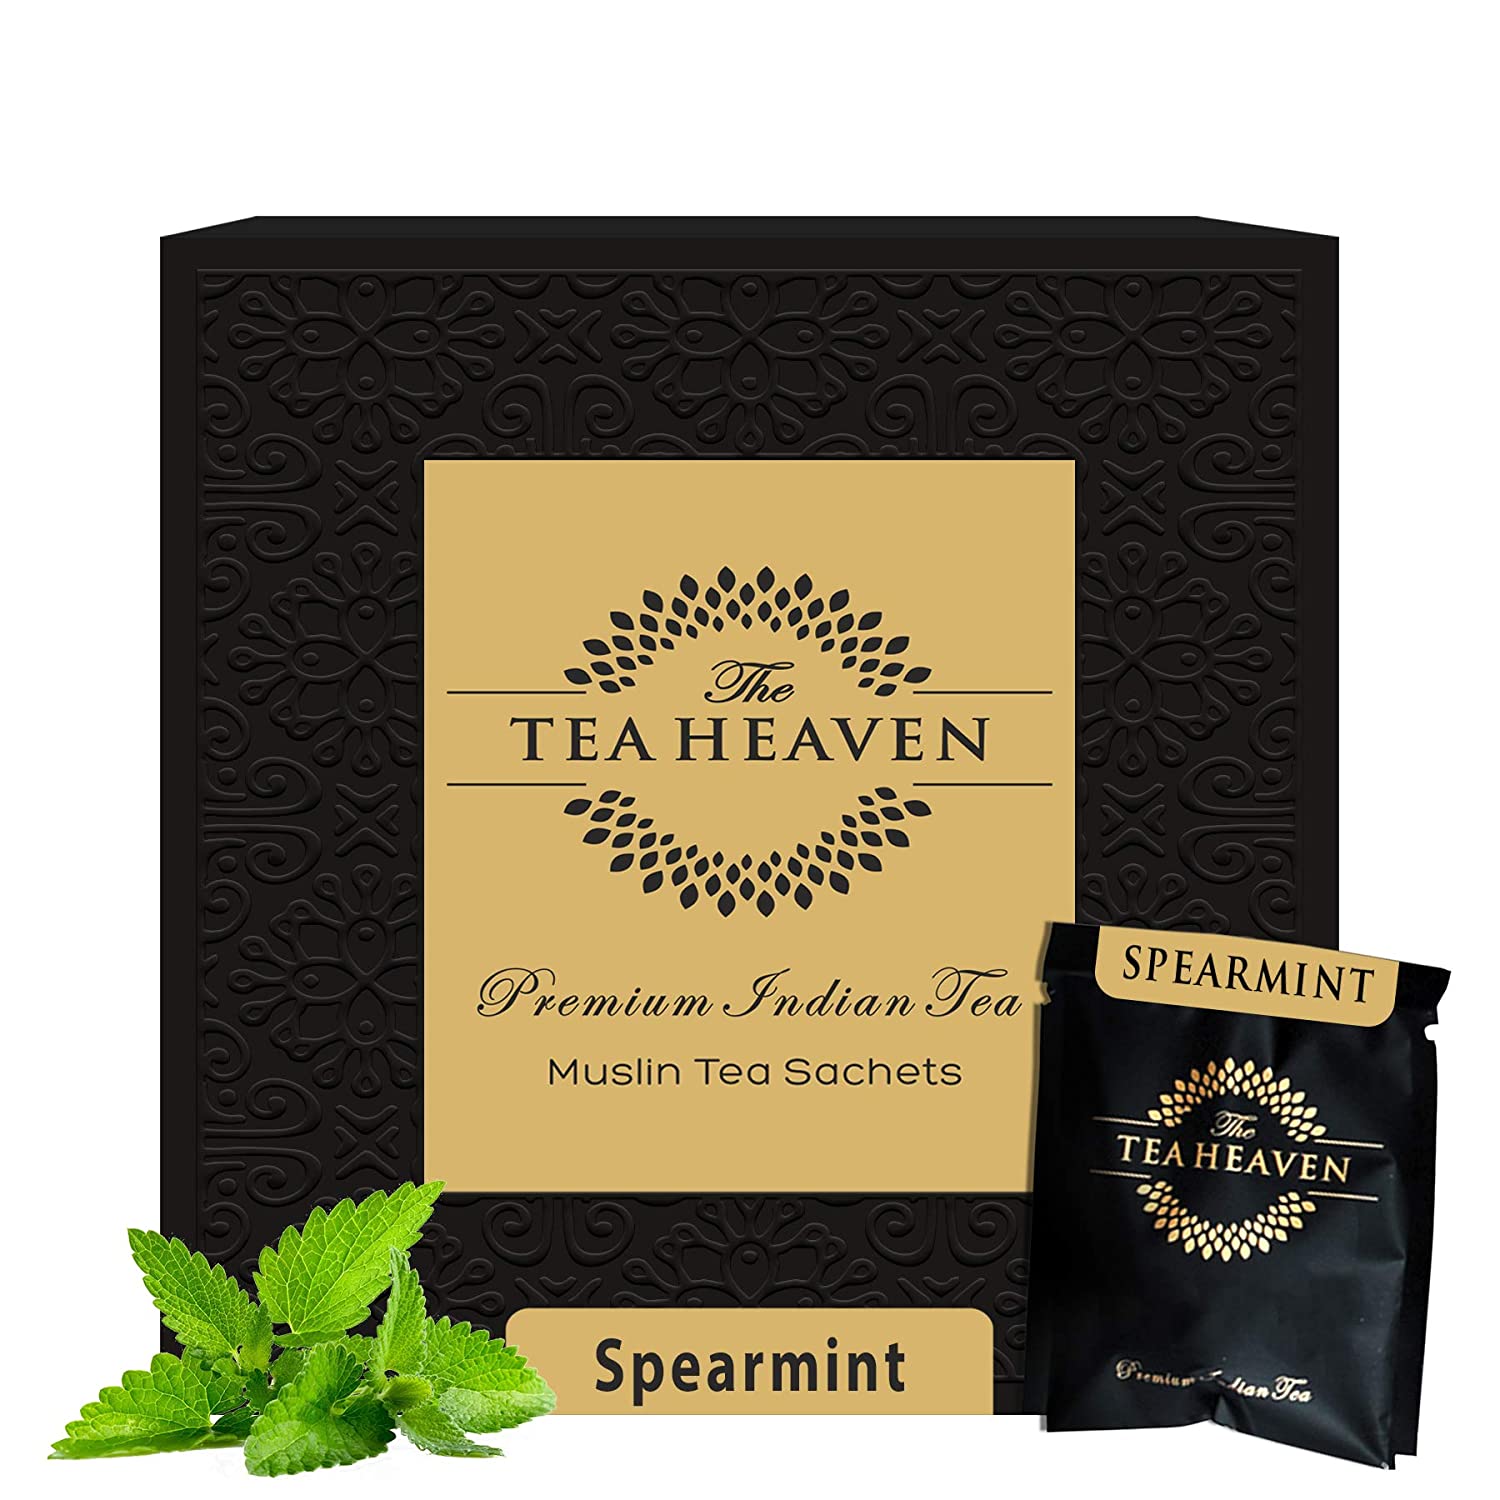 The
TEA HEAVEN
Premium Indian Tea
Muslin Tea Sachets
Spearmint
SPEARMINT
The
TEA HEAVEN
Premium Indian Tea